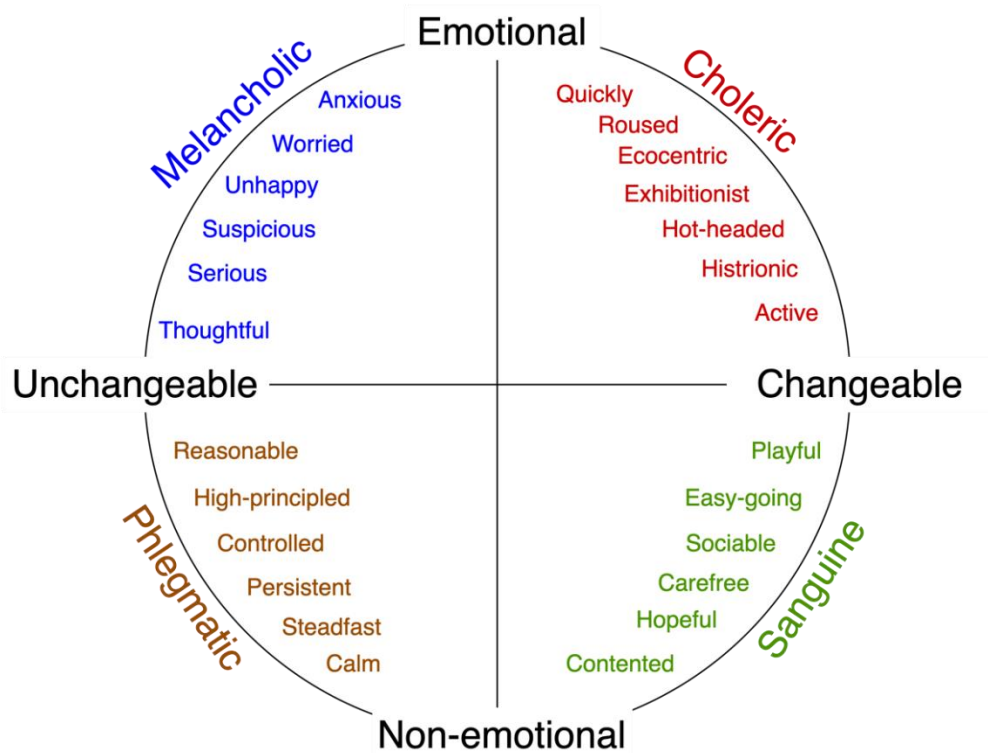 Emotional
Melancholic
Anxious
Worried
Unhappy
Suspicious
Serious
Thoughtful
Choleric
Quickly
Roused
Ecocentric
Exhibitionist
Hot-headed
Histrionic
Active
Unchangeable
Changeable
Phlegmatic
Reasonable
High-principled
Controlled
Persistent
Steadfast
Calm
Sanguine
Playful
Easy-going
Sociable
Carefree
Hopeful
Contented
Non-emotional